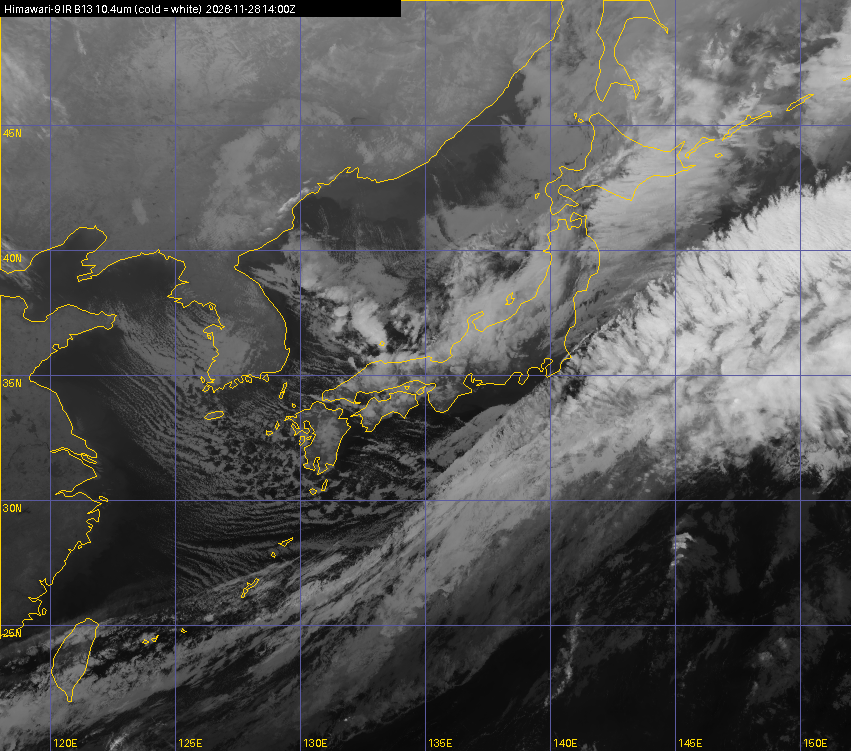 Himawari-9 IR B13 10.4um (cold = white) 2026-11-28 14:00Z
45N
40N
35N
30N
25N
120E
125E
130E
135E
140E
145E
150E